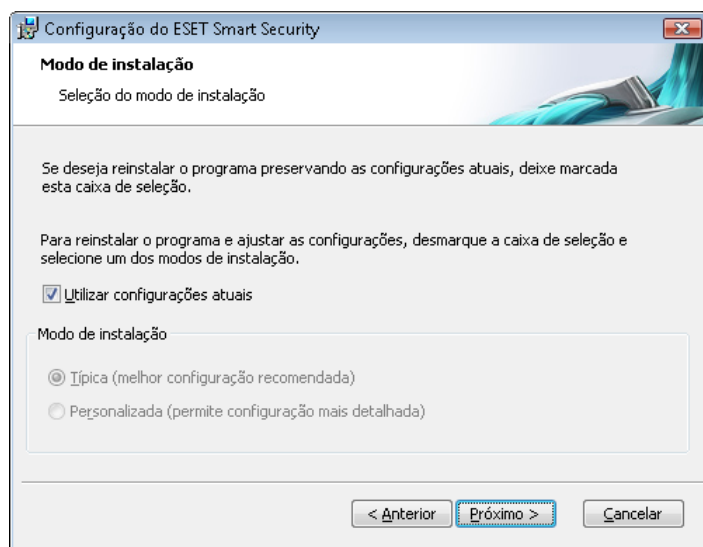 Configuração do ESET Smart Security
Modo de instalação
Seleção do modo de instalação
Se deseja reinstalar o programa preservando as configurações atuais, deixe marcada
esta caixa de seleção.
Para reinstalar o programa e ajustar as configurações, desmarque a caixa de seleção e
selecione um dos modos de instalação.
Utilizar configurações atuais
Modo de instalação
Típica (melhor configuração recomendada)
Personalizada (permite configuração mais detalhada)
< Anterior
Próximo >
Cancelar